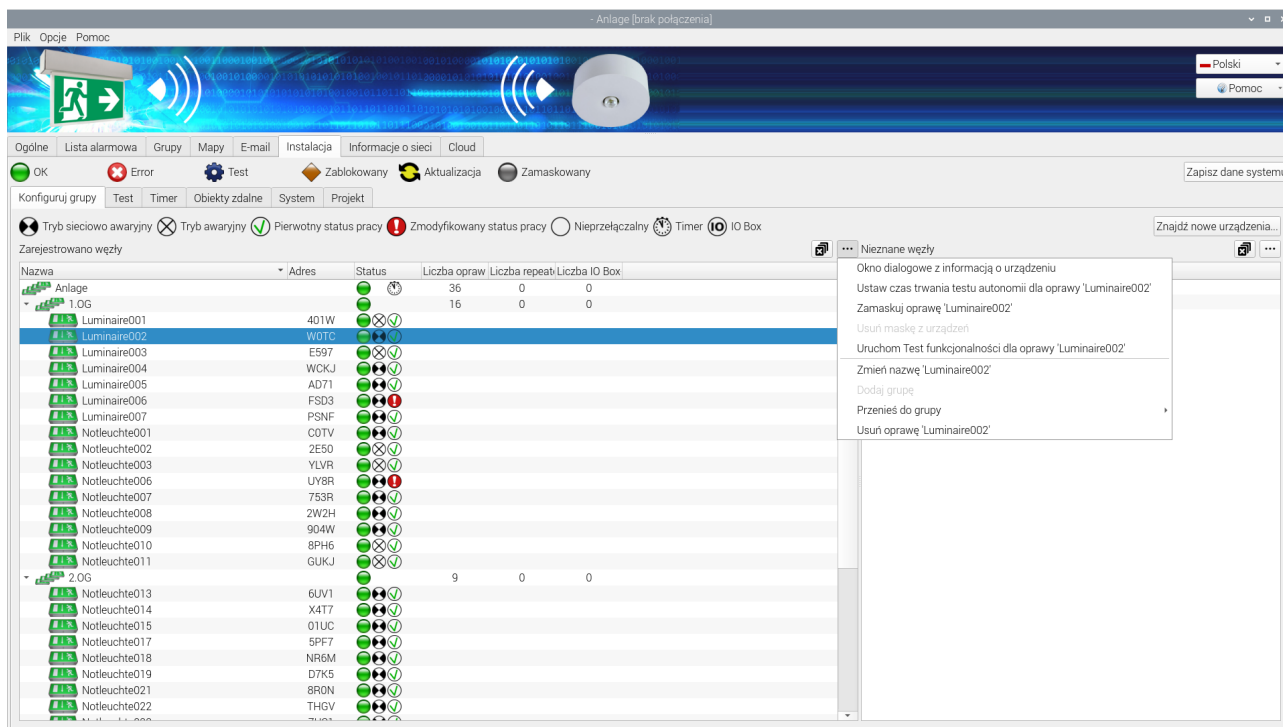 - Anlage [brak połączenia]
Plik Opcje Pomoc
Polski
Pomoc
Ogólne Lista alarmowa Grupy Mapy E-mail Instalacja Informacje o sieci Cloud
OK Error Test Zablokowany Aktualizacja Zamaskowany Zapisz dane systemu
Konfiguruj grupy Test Timer Obiekty zdalne System Projekt
Tryb sieciowo awaryjny Tryb awaryjny Pierwotny status pracy Zmodyfikowany status pracy Nieprzełączalny Timer IO IO Box Znajdź nowe urządzenia...
Zarejestrowano węzły ... Nieznane węzły ...
Nazwa Adres Status Liczba opraw Liczba repeat Liczba IO Box
Anlage 36 0 0
1.OG 16 0 0
Luminaire001 401W
Luminaire002 W0TC
Luminaire003 E597
Luminaire004 WCKJ
Luminaire005 AD71
Luminaire006 FSD3
Luminaire007 PSNF
Notleuchte001 C0TV
Notleuchte002 2E50
Notleuchte003 YLVR
Notleuchte006 UY8R
Notleuchte007 753R
Notleuchte008 2W2H
Notleuchte009 904W
Notleuchte010 8PH6
Notleuchte011 GUKJ
2.OG 9 0 0
Notleuchte013 6UV1
Notleuchte014 X4T7
Notleuchte015 01UC
Notleuchte017 5PF7
Notleuchte018 NR6M
Notleuchte019 D7K5
Notleuchte021 8R0N
Notleuchte022 THGV
Okno dialogowe z informacją o urządzeniu
Ustaw czas trwania testu autonomii dla oprawy 'Luminaire002'
Zamaskuj oprawę 'Luminaire002'
Usuń maskę z urządzeń
Uruchom Test funkcjonalności dla oprawy 'Luminaire002'
Zmień nazwę 'Luminaire002'
Dodaj grupę
Przenieś do grupy
Usuń oprawę 'Luminaire002'